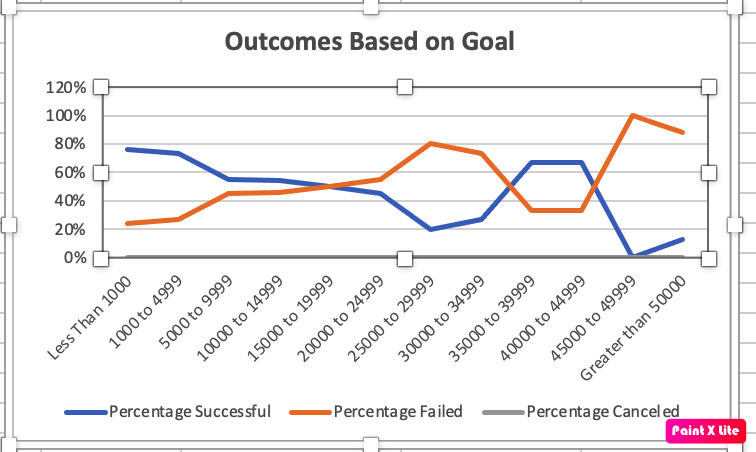 Outcomes Based on Goal
120%
100%
80%
60%
40%
20%
0%
Less Than 1000
1000 to 4999
5000 to 9999
10000 to 14999
15000 to 19999
20000 to 24999
25000 to 29999
30000 to 34999
35000 to 39999
40000 to 44999
45000 to 49999
Greater than 50000
Percentage Successful Percentage Failed Percentage Canceled
Paint X lite